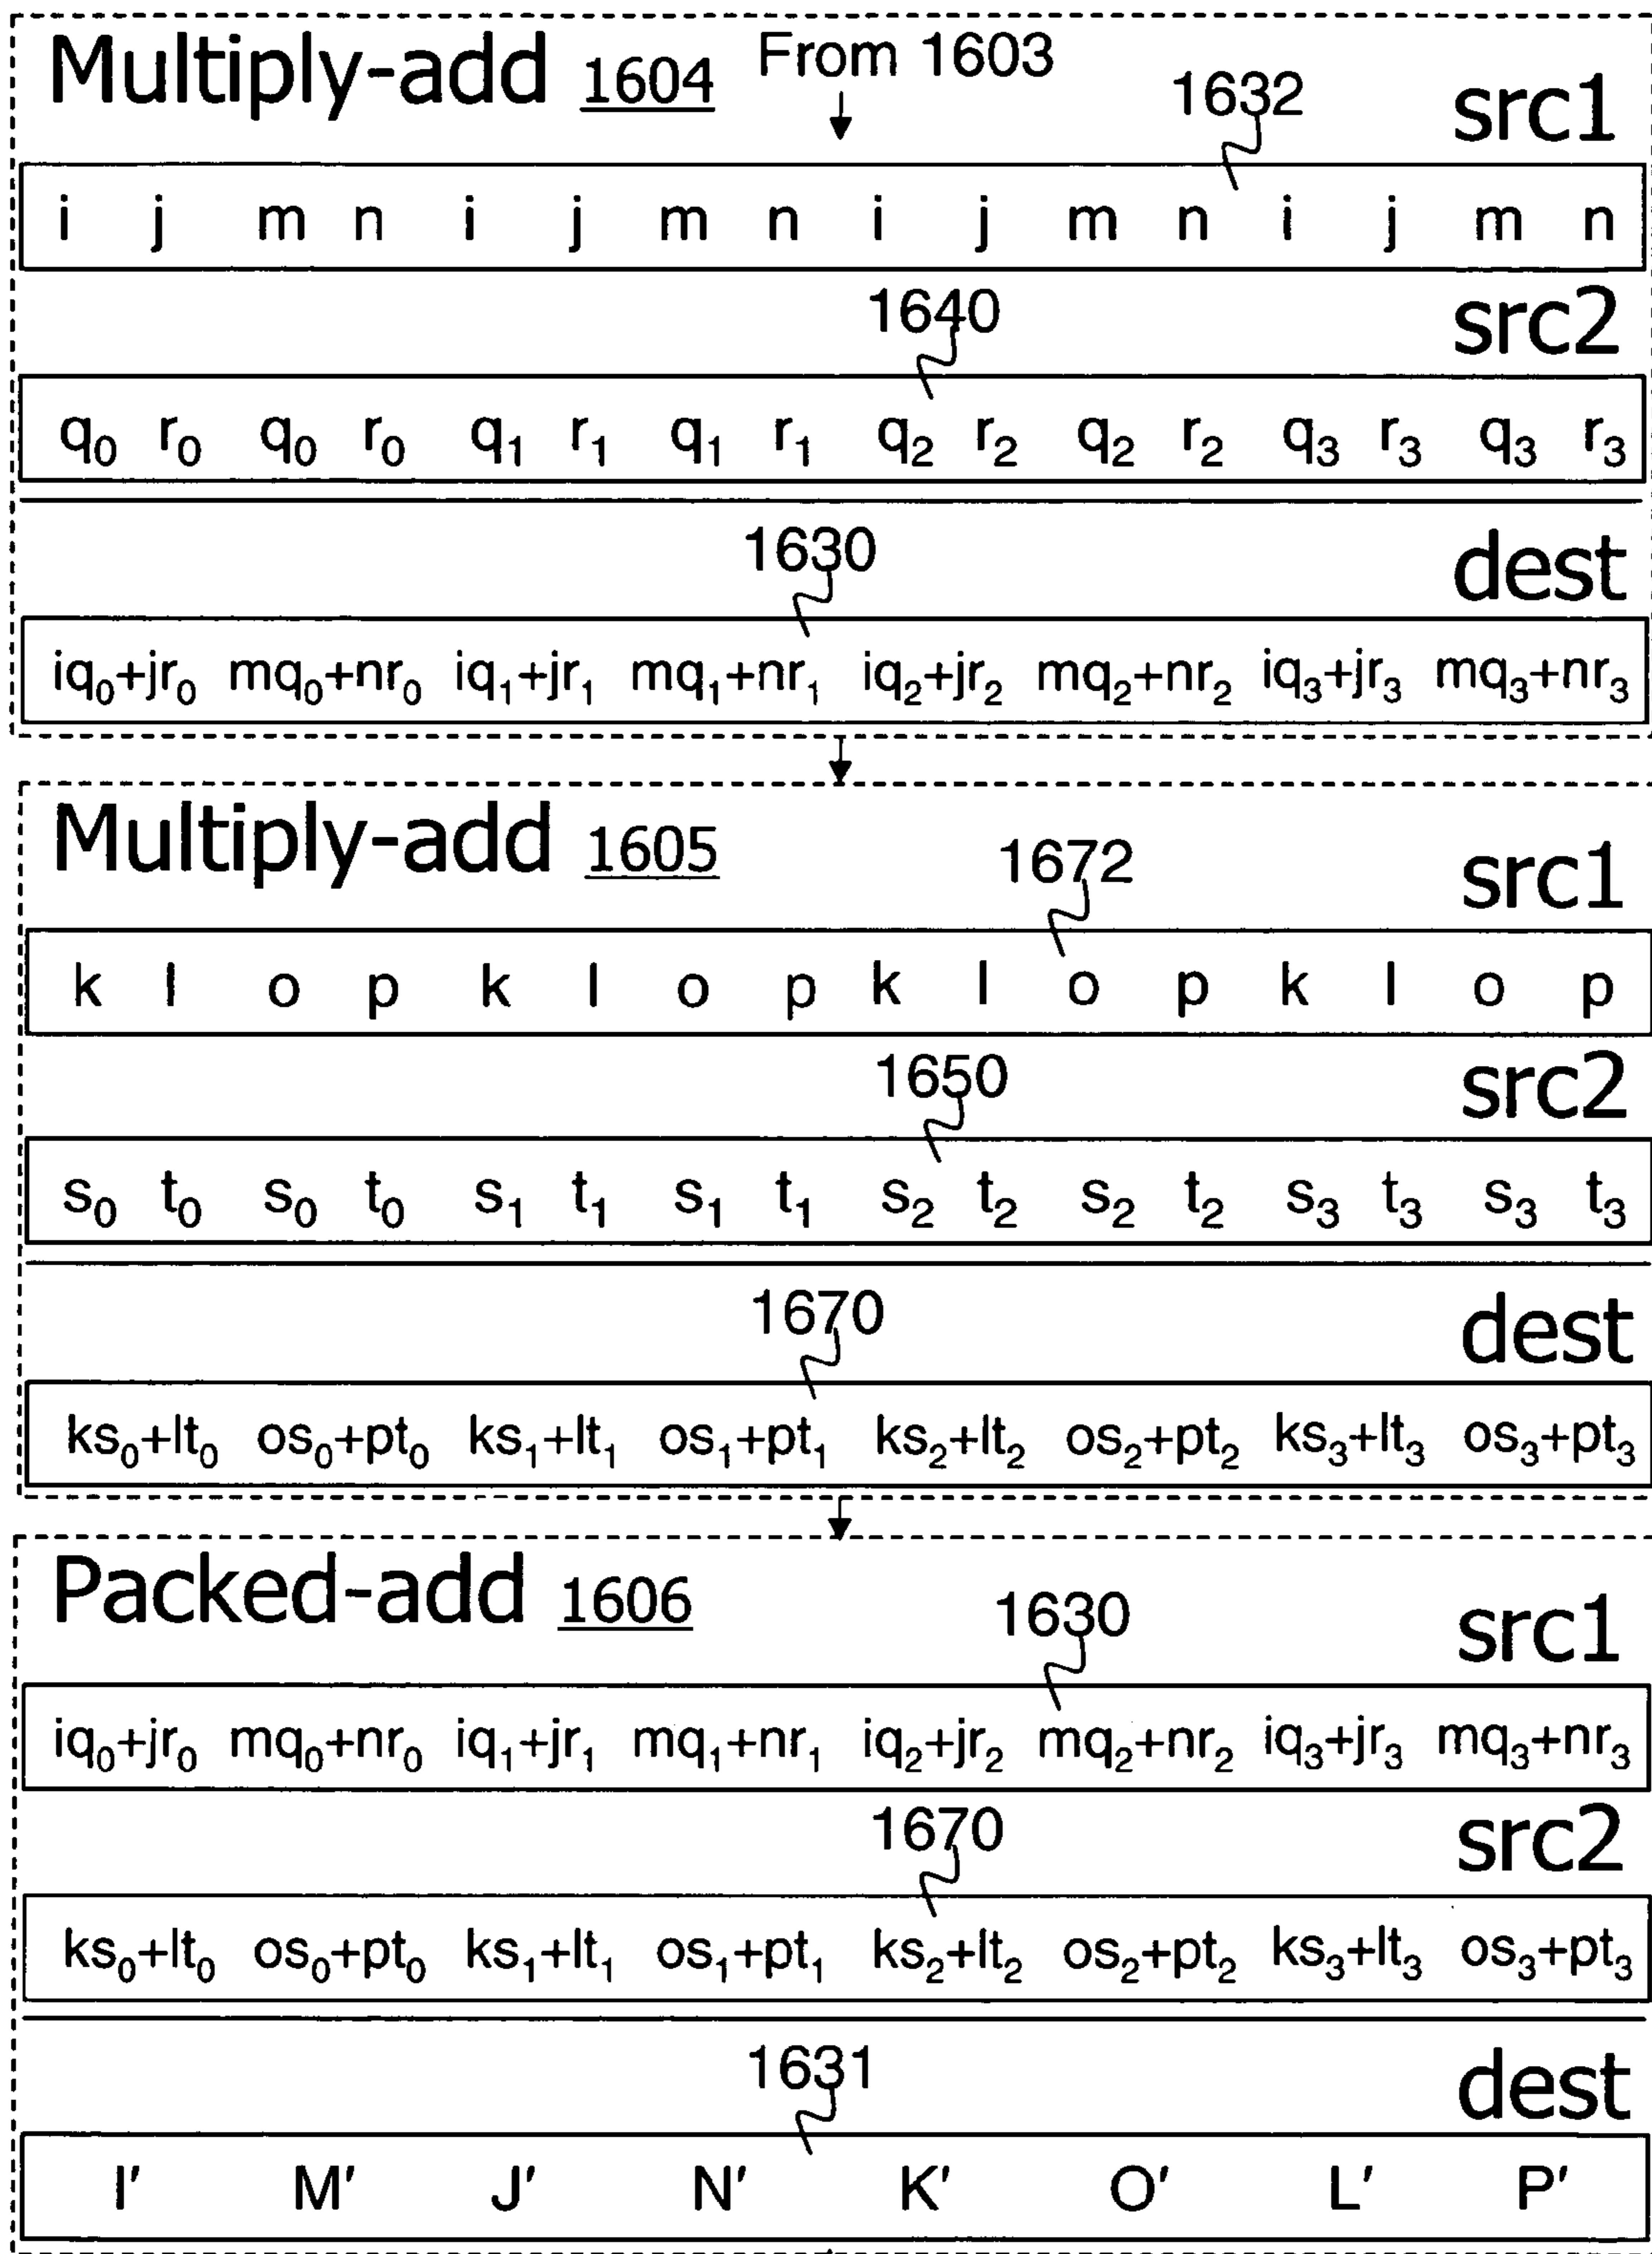 Multiply-add 1604 From 1603 1632 src1
i j m n i j m n i j m n i j m n
1640 src2
q₀ r₀ q₀ r₀ q₁ r₁ q₁ r₁ q₂ r₂ q₂ r₂ q₃ r₃ q₃ r₃
1630 dest
iq₀+jr₀ mq₀+nr₀ iq₁+jr₁ mq₁+nr₁ iq₂+jr₂ mq₂+nr₂ iq₃+jr₃ mq₃+nr₃
Multiply-add 1605 1672 src1
k l o p k l o p k l o p k l o p
1650 src2
s₀ t₀ s₀ t₀ s₁ t₁ s₁ t₁ s₂ t₂ s₂ t₂ s₃ t₃ s₃ t₃
1670 dest
ks₀+lt₀ os₀+pt₀ ks₁+lt₁ os₁+pt₁ ks₂+lt₂ os₂+pt₂ ks₃+lt₃ os₃+pt₃
Packed-add 1606 1630 src1
iq₀+jr₀ mq₀+nr₀ iq₁+jr₁ mq₁+nr₁ iq₂+jr₂ mq₂+nr₂ iq₃+jr₃ mq₃+nr₃
1670 src2
ks₀+lt₀ os₀+pt₀ ks₁+lt₁ os₁+pt₁ ks₂+lt₂ os₂+pt₂ ks₃+lt₃ os₃+pt₃
1631 dest
I′ M′ J′ N′ K′ O′ L′ P′